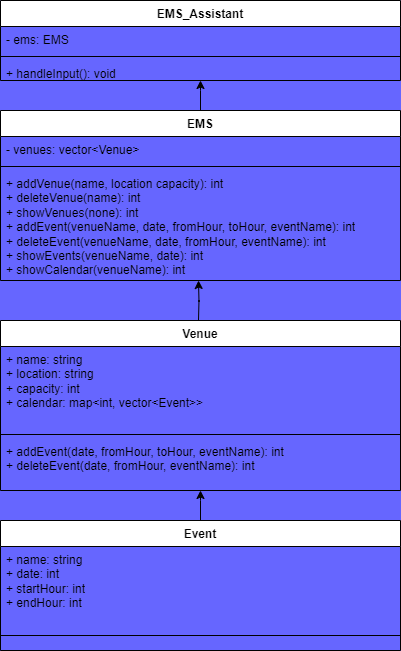 EMS_Assistant
- ems: EMS
+ handleInput(): void
EMS
- venues: vector<Venue>
+ addVenue(name, location capacity): int
+ deleteVenue(name): int
+ showVenues(none): int
+ addEvent(venueName, date, fromHour, toHour, eventName): int
+ deleteEvent(venueName, date, fromHour, eventName): int
+ showEvents(venueName, date): int
+ showCalendar(venueName): int
Venue
+ name: string
+ location: string
+ capacity: int
+ calendar: map<int, vector<Event>>
+ addEvent(date, fromHour, toHour, eventName): int
+ deleteEvent(date, fromHour, eventName): int
Event
+ name: string
+ date: int
+ startHour: int
+ endHour: int